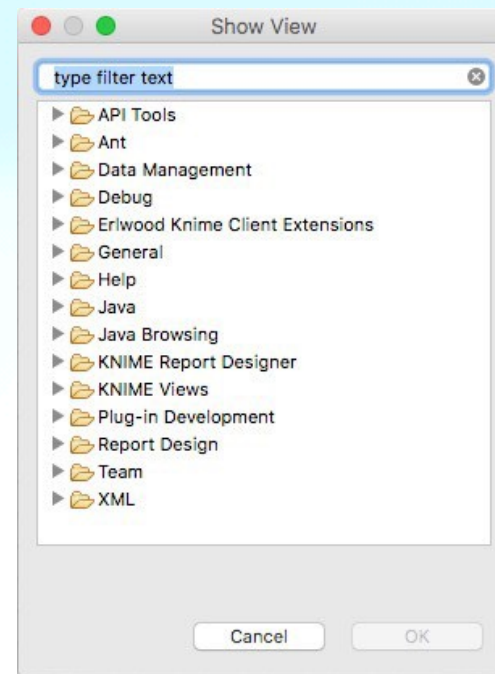 Show View
type filter text
API Tools
Ant
Data Management
Debug
Erlwood Knime Client Extensions
General
Help
Java
Java Browsing
KNIME Report Designer
KNIME Views
Plug-in Development
Report Design
Team
XML
Cancel OK